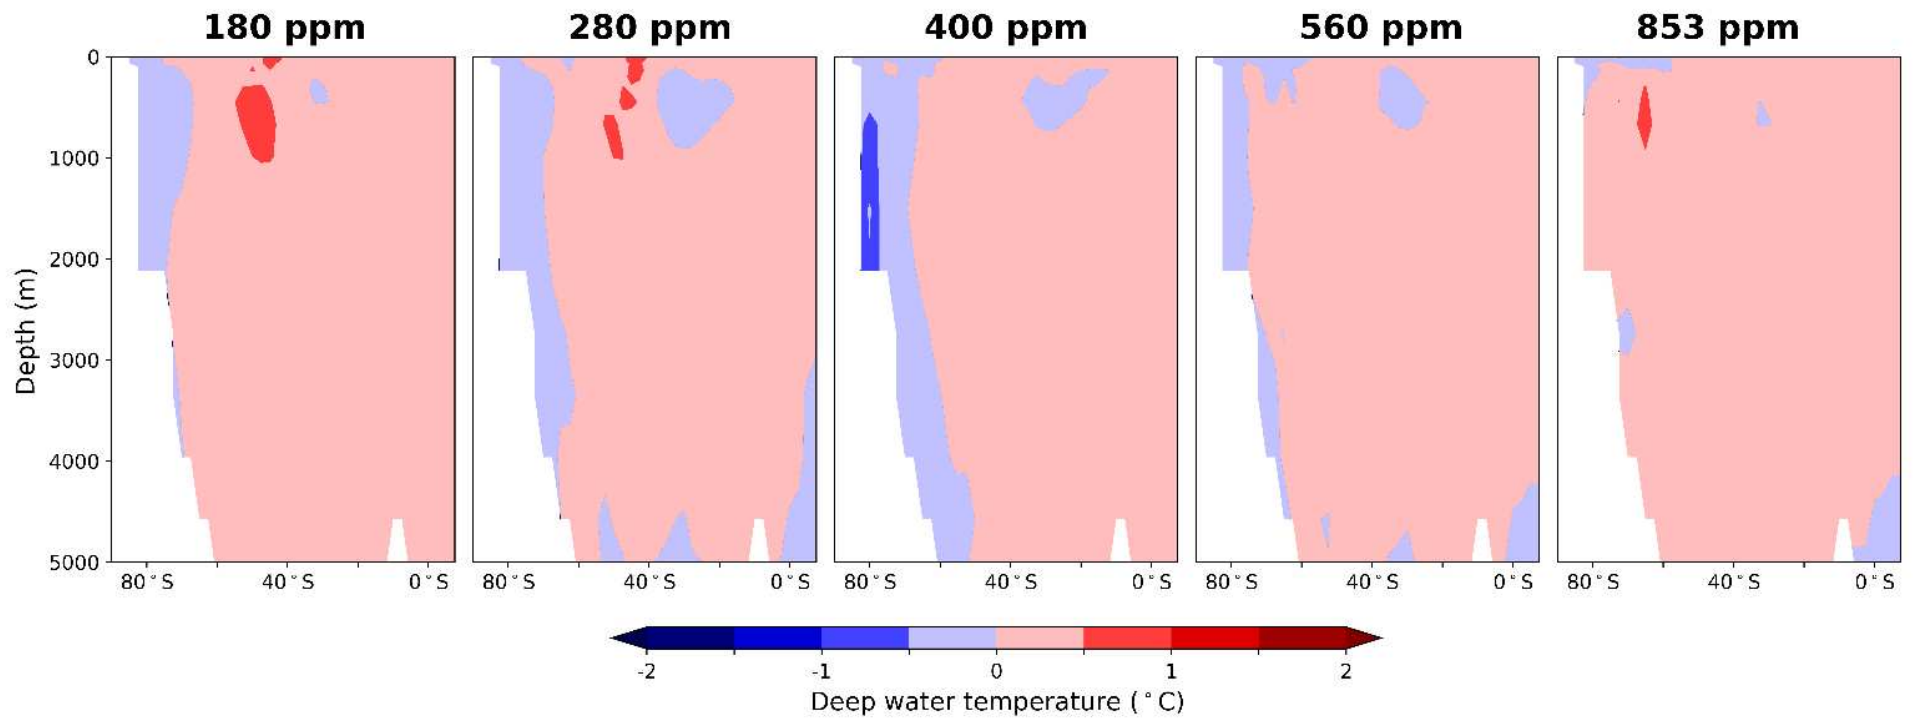 180 ppm 280 ppm 400 ppm 560 ppm 853 ppm
0
1000
2000
3000
4000
5000
Depth (m)
80°S 40°S 0°S 80°S 40°S 0°S 80°S 40°S 0°S 80°S 40°S 0°S 80°S 40°S 0°S
-2 -1 0 1 2
Deep water temperature (°C)